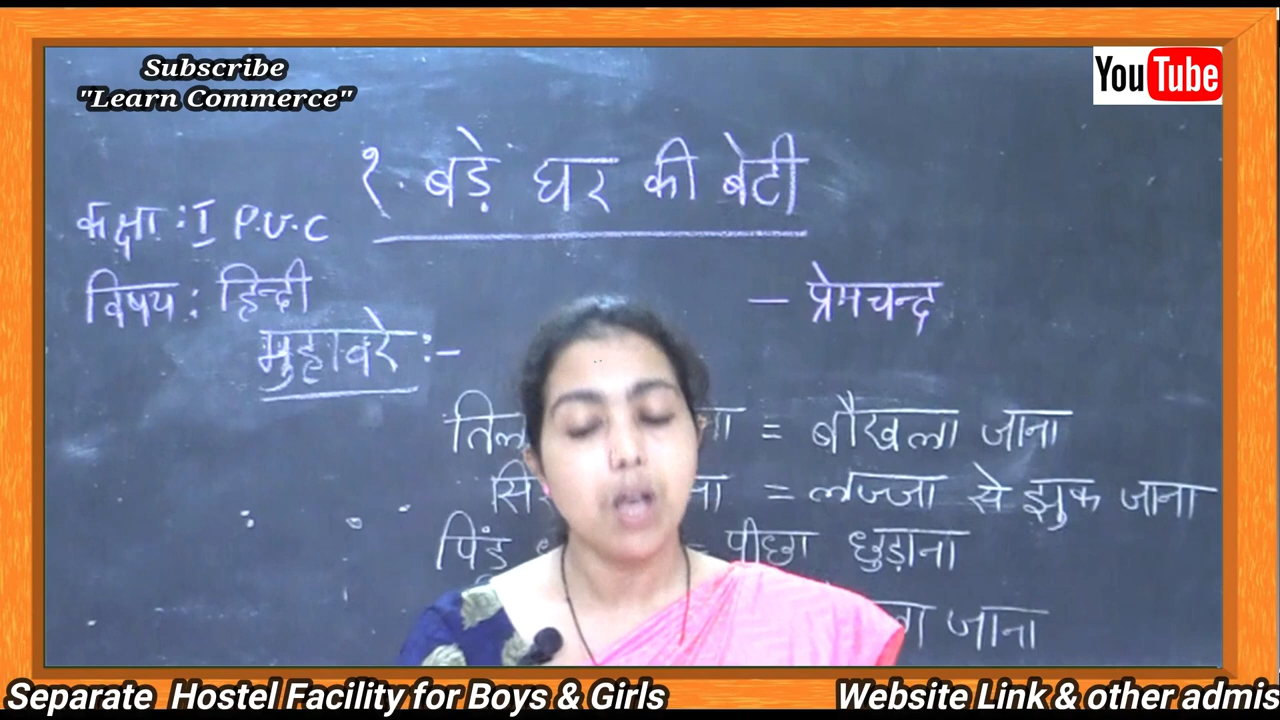 Subscribe
"Learn Commerce"
YouTube
१. बड़े घर की बेटी
कक्षा : I P.U.C
विषय : हिन्दी
– प्रेमचन्द
मुहावरे :–
= बौखला जाना
= लज्जा से झुक जाना
पिंड = पीछा छुड़ाना
जाना
Separate Hostel Facility for Boys & Girls
Website Link & other admis